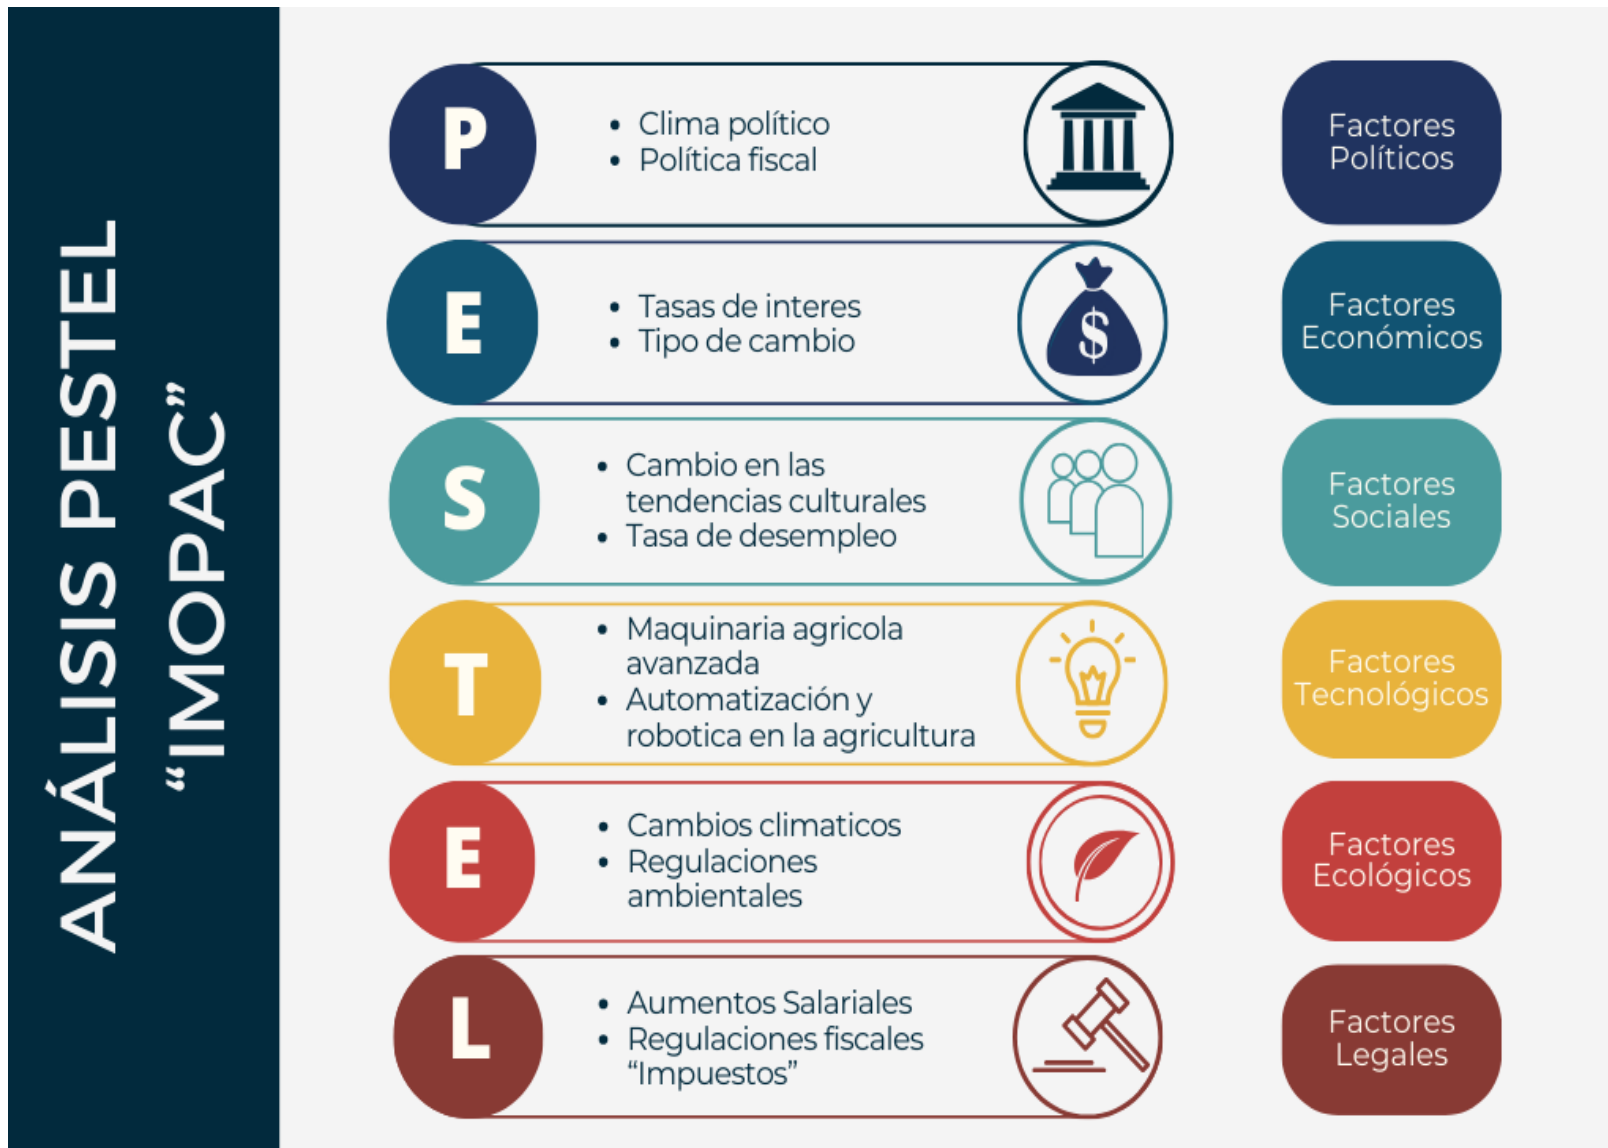 ANÁLISIS PESTEL
“IMOPAC”
P
• Clima político
• Política fiscal
Factores
Políticos
E
• Tasas de interes
• Tipo de cambio
$
Factores
Económicos
S
• Cambio en las
tendencias culturales
• Tasa de desempleo
Factores
Sociales
T
• Maquinaria agricola
avanzada
• Automatización y
robotica en la agricultura
Factores
Tecnológicos
E
• Cambios climaticos
• Regulaciones
ambientales
Factores
Ecológicos
L
• Aumentos Salariales
• Regulaciones fiscales
“Impuestos”
Factores
Legales